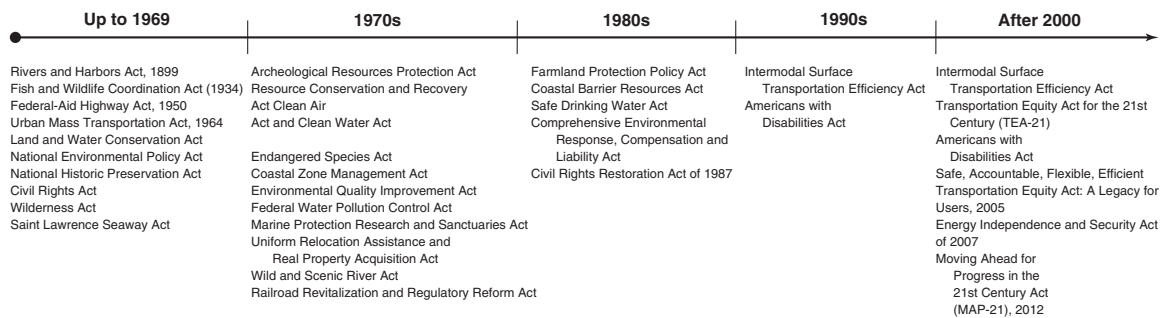 Up to 1969
1970s
1980s
1990s
After 2000
Rivers and Harbors Act, 1899
Fish and Wildlife Coordination Act (1934)
Federal-Aid Highway Act, 1950
Urban Mass Transportation Act, 1964
Land and Water Conservation Act
National Environmental Policy Act
National Historic Preservation Act
Civil Rights Act
Wilderness Act
Saint Lawrence Seaway Act
Archeological Resources Protection Act
Resource Conservation and Recovery
Act Clean Air
Act and Clean Water Act
Endangered Species Act
Coastal Zone Management Act
Environmental Quality Improvement Act
Federal Water Pollution Control Act
Marine Protection Research and Sanctuaries Act
Uniform Relocation Assistance and
Real Property Acquisition Act
Wild and Scenic River Act
Railroad Revitalization and Regulatory Reform Act
Farmland Protection Policy Act
Coastal Barrier Resources Act
Safe Drinking Water Act
Comprehensive Environmental
Response, Compensation and
Liability Act
Civil Rights Restoration Act of 1987
Intermodal Surface
Transportation Efficiency Act
Americans with
Disabilities Act
Intermodal Surface
Transportation Efficiency Act
Transportation Equity Act for the 21st
Century (TEA-21)
Americans with
Disabilities Act
Safe, Accountable, Flexible, Efficient
Transportation Equity Act: A Legacy for
Users, 2005
Energy Independence and Security Act
of 2007
Moving Ahead for
Progress in the
21st Century Act
(MAP-21), 2012